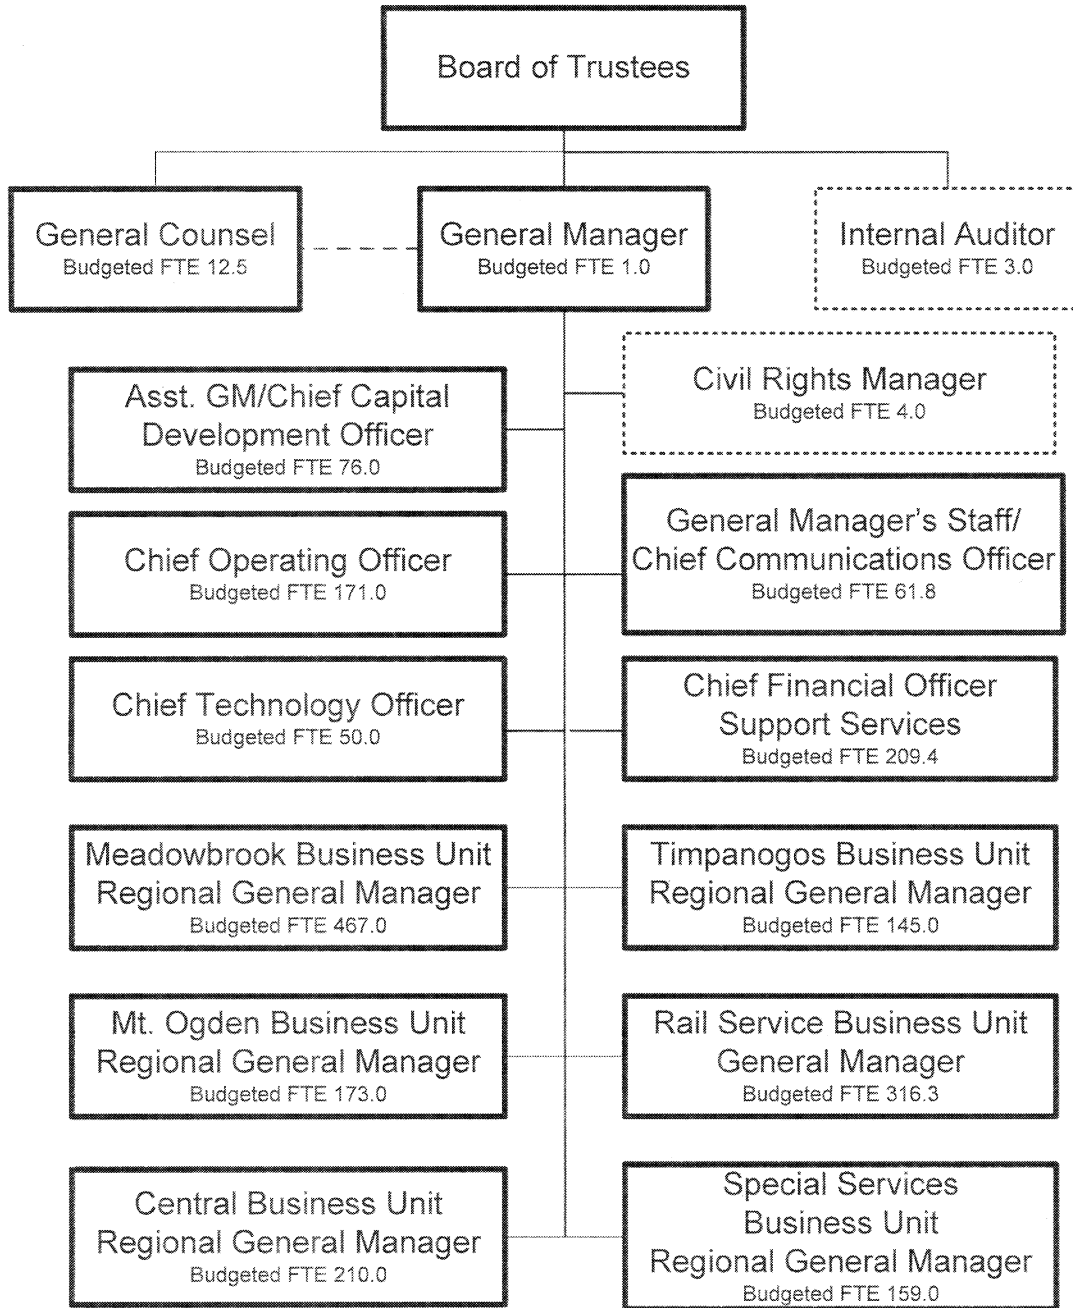 Board of Trustees
General Counsel
Budgeted FTE 12.5
General Manager
Budgeted FTE 1.0
Internal Auditor
Budgeted FTE 3.0
Civil Rights Manager
Budgeted FTE 4.0
Asst. GM/Chief Capital
Development Officer
Budgeted FTE 76.0
General Manager's Staff/
Chief Communications Officer
Budgeted FTE 61.8
Chief Operating Officer
Budgeted FTE 171.0
Chief Technology Officer
Budgeted FTE 50.0
Chief Financial Officer
Support Services
Budgeted FTE 209.4
Meadowbrook Business Unit
Regional General Manager
Budgeted FTE 467.0
Timpanogos Business Unit
Regional General Manager
Budgeted FTE 145.0
Mt. Ogden Business Unit
Regional General Manager
Budgeted FTE 173.0
Rail Service Business Unit
General Manager
Budgeted FTE 316.3
Central Business Unit
Regional General Manager
Budgeted FTE 210.0
Special Services
Business Unit
Regional General Manager
Budgeted FTE 159.0